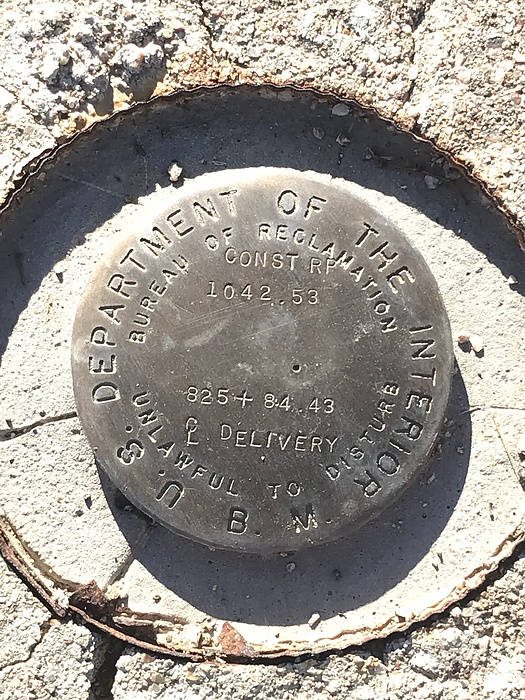 U.S. DEPARTMENT OF THE INTERIOR
BUREAU OF RECLAMATION
CONST RP
1042.53
825+ 84.43
℄ DELIVERY
UNLAWFUL TO DISTURB
B. M.